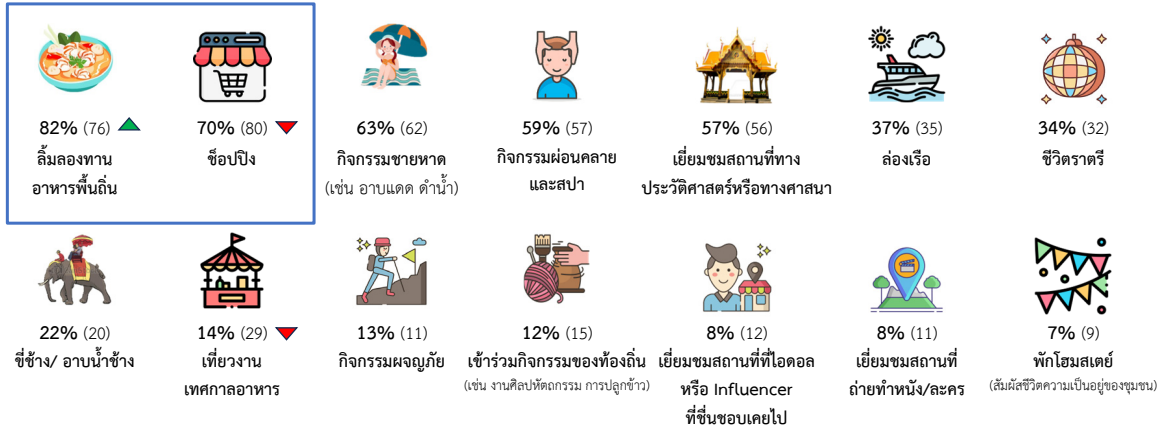 82% (76)
ลิ้มลองทาน
อาหารพื้นถิ่น
70% (80)
ช็อปปิง
63% (62)
กิจกรรมชายหาด
(เช่น อาบแดด ดำน้ำ)
59% (57)
กิจกรรมผ่อนคลาย
และสปา
57% (56)
เยี่ยมชมสถานที่ทาง
ประวัติศาสตร์หรือทางศาสนา
37% (35)
ล่องเรือ
34% (32)
ชีวิตราตรี
22% (20)
ขี่ช้าง/ อาบน้ำช้าง
14% (29)
เที่ยวงาน
เทศกาลอาหาร
13% (11)
กิจกรรมผจญภัย
12% (15)
เข้าร่วมกิจกรรมของท้องถิ่น
(เช่น งานศิลปหัตถกรรม การปลูกข้าว)
8% (12)
เยี่ยมชมสถานที่ที่ไอดอล
หรือ Influencer
ที่ชื่นชอบเคยไป
8% (11)
เยี่ยมชมสถานที่
ถ่ายทำหนัง/ละคร
7% (9)
พักโฮมสเตย์
(สัมผัสชีวิตความเป็นอยู่ของชุมชน)